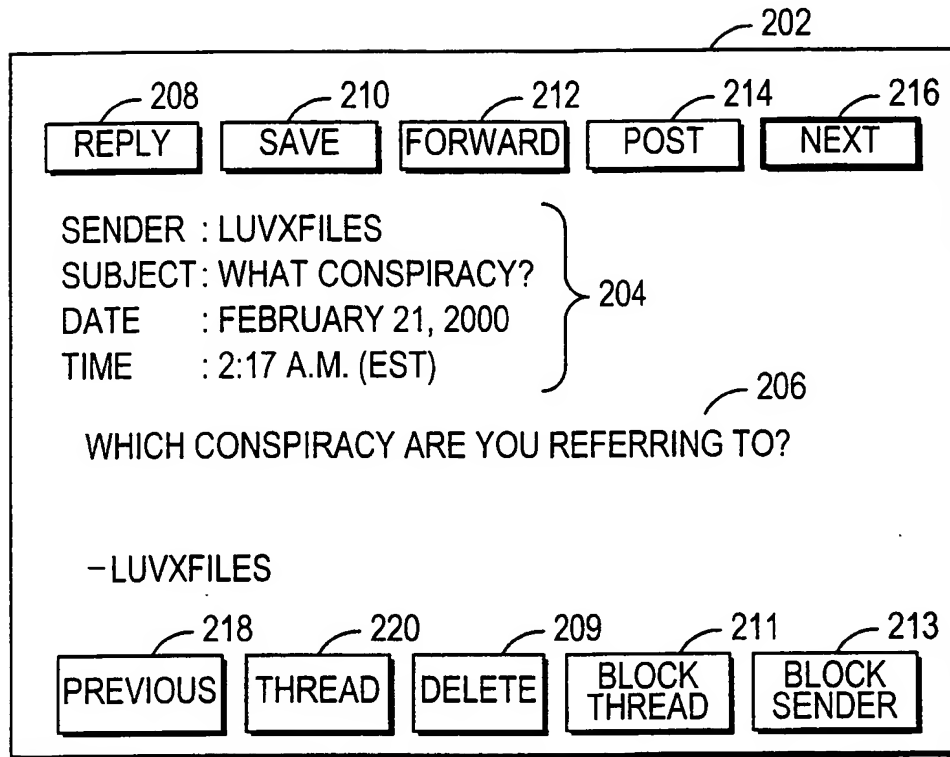 202
208 210 212 214 216
REPLY SAVE FORWARD POST NEXT
SENDER : LUVXFILES
SUBJECT : WHAT CONSPIRACY?
DATE : FEBRUARY 21, 2000
TIME : 2:17 A.M. (EST)
204
206
WHICH CONSPIRACY ARE YOU REFERRING TO?
–LUVXFILES
218 220 209 211 213
PREVIOUS THREAD DELETE BLOCK THREAD BLOCK SENDER